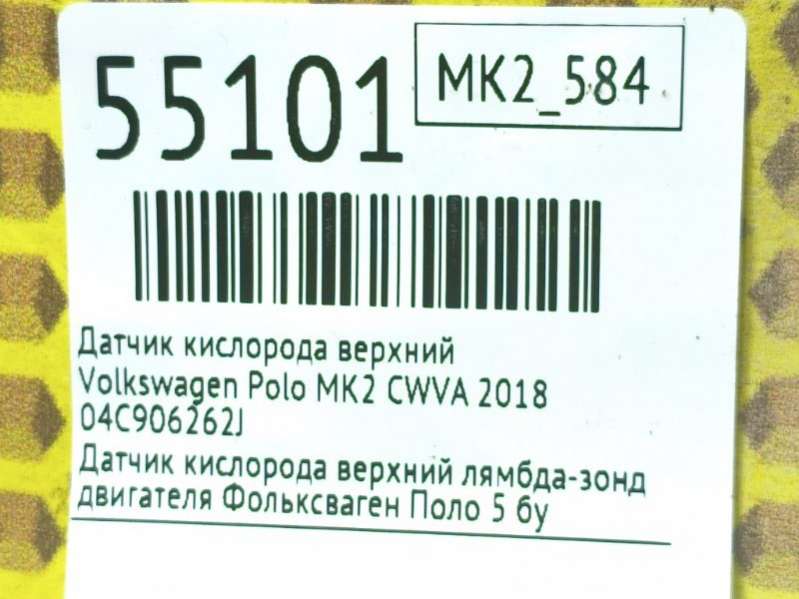 55101
MK2_584
Датчик кислорода верхний
Volkswagen Polo MK2 CWVA 2018
04C906262J
Датчик кислорода верхний лямбда-зонд
двигателя Фольксваген Поло 5 бу